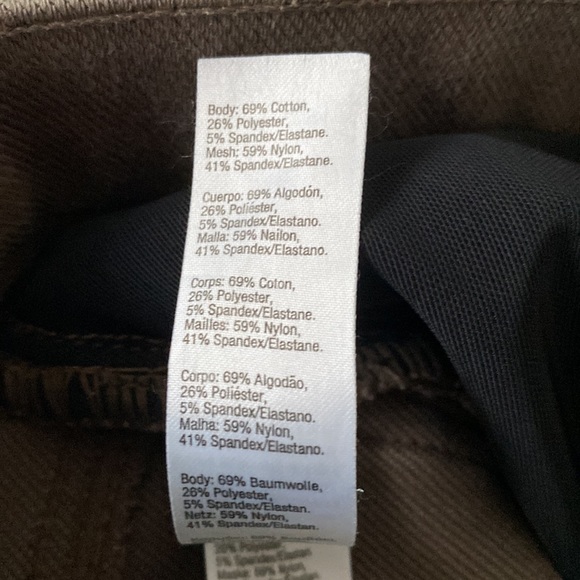 Body: 69% Cotton,
26% Polyester,
5% Spandex/Elastane.
Mesh: 59% Nylon,
41% Spandex/Elastane.
Cuerpo: 69% Algodón,
26% Poliéster,
5% Spandex/Elastano.
Malla: 59% Nailon,
41% Spandex/Elastano.
Corps: 69% Coton,
26% Polyester,
5% Spandex/Elastane.
Mailles: 59% Nylon,
41% Spandex/Elastane.
Corpo: 69% Algodão,
26% Poliéster,
5% Spandex/Elastano.
Malha: 59% Nylon,
41% Spandex/Elastano.
Body: 69% Baumwolle,
26% Polyester,
5% Spandex/Elastan.
Netz: 59% Nylon,
41% Spandex/Elastan.